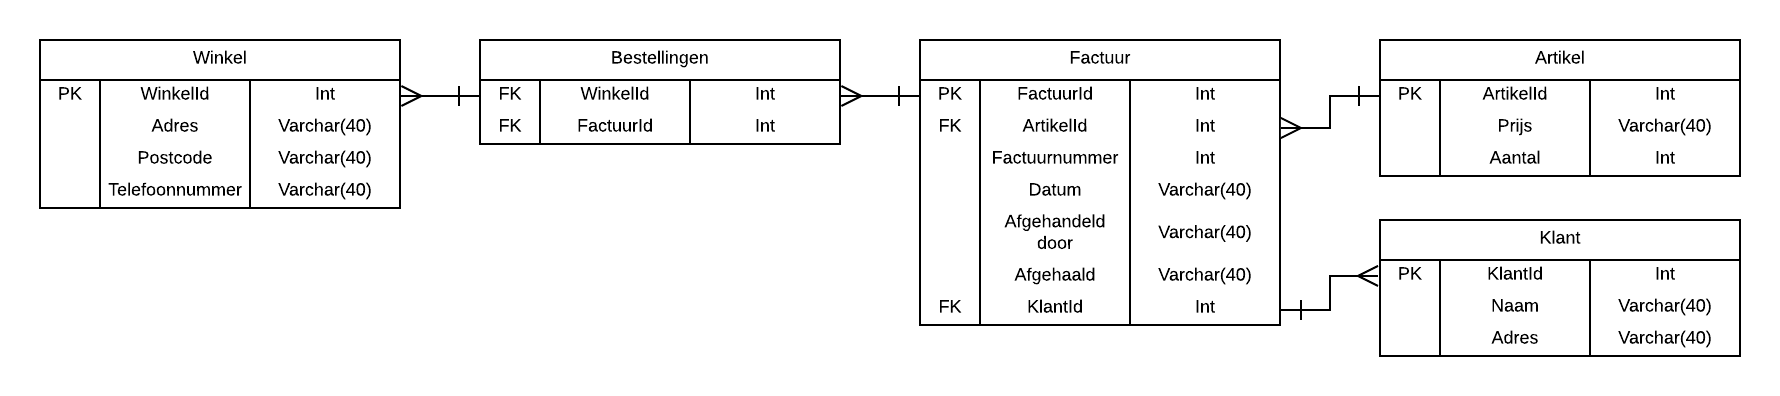 Winkel
PK WinkelId Int
Adres Varchar(40)
Postcode Varchar(40)
Telefoonnummer Varchar(40)
Bestellingen
FK WinkelId Int
FK FactuurId Int
Factuur
PK FactuurId Int
FK ArtikelId Int
Factuurnummer Int
Datum Varchar(40)
Afgehandeld
door Varchar(40)
Afgehaald Varchar(40)
FK KlantId Int
Artikel
PK ArtikelId Int
Prijs Varchar(40)
Aantal Int
Klant
PK KlantId Int
Naam Varchar(40)
Adres Varchar(40)